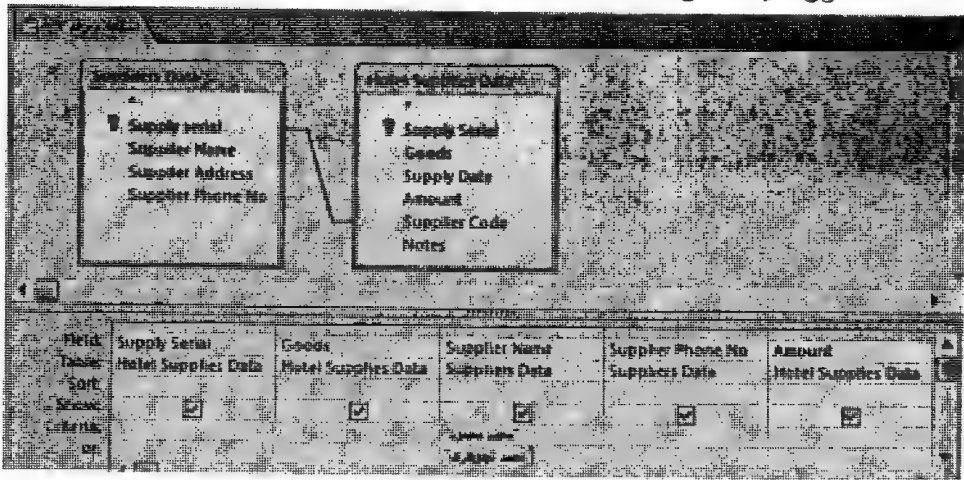 Suppliers Data
Supply serial
Supplier Name
Supplier Address
Supplier Phone No
Hotel Supplies Data
Supply Serial
Goods
Supply Date
Amount
Supplier Code
Notes
Field: Supply Serial Goods Supplier Name Supplier Phone No Amount
Table: Hotel Supplies Data Hotel Supplies Data Suppliers Data Suppliers Data Hotel Supplies Data
Sort:
Show:
Criteria:
or: